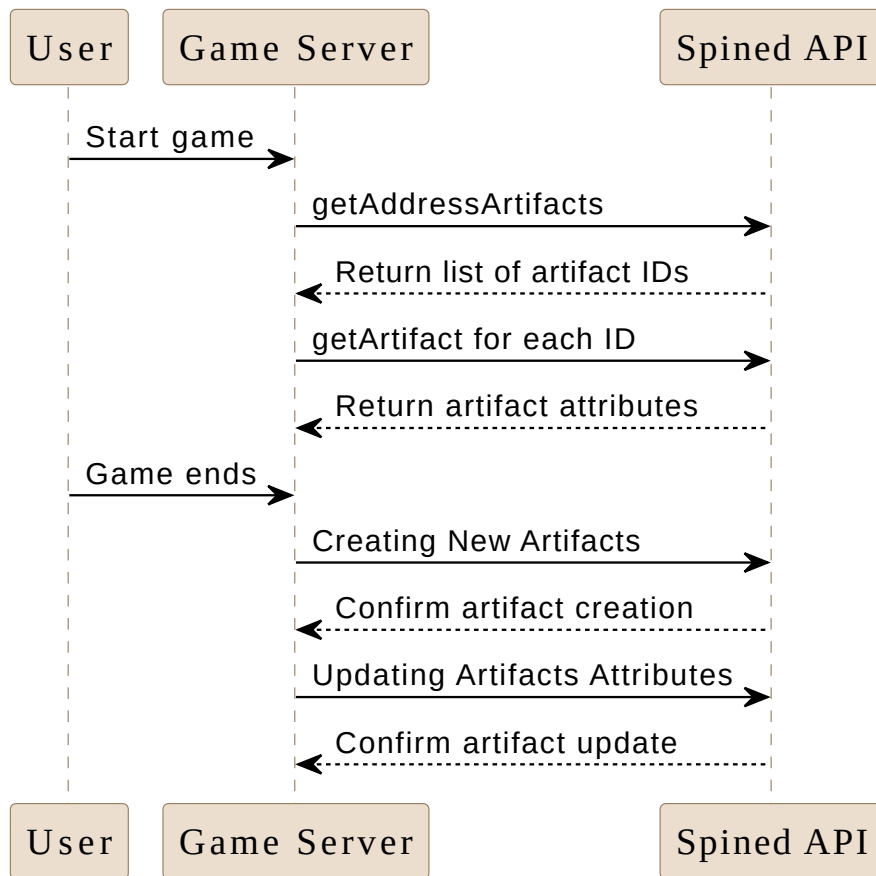 User
Game Server
Spined API
Start game
getAddressArtifacts
Return list of artifact IDs
getArtifact for each ID
Return artifact attributes
Game ends
Creating New Artifacts
Confirm artifact creation
Updating Artifacts Attributes
Confirm artifact update
User
Game Server
Spined API